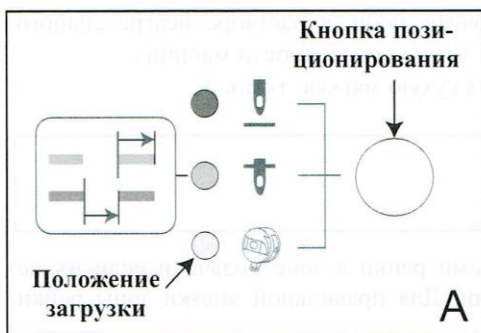 Кнопка пози-
ционирования
Положение
загрузки
A